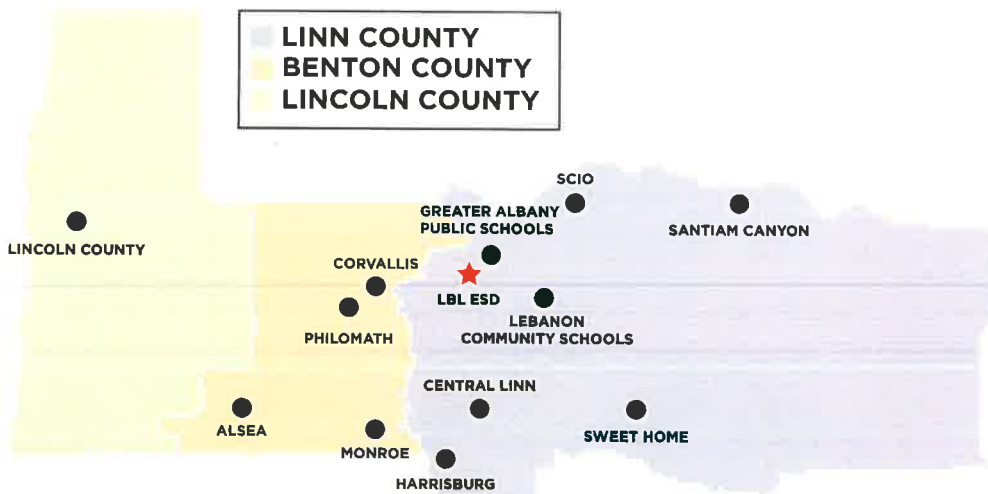 LINN COUNTY
BENTON COUNTY
LINCOLN COUNTY
SCIO
GREATER ALBANY
PUBLIC SCHOOLS
SANTIAM CANYON
LINCOLN COUNTY
CORVALLIS
LBL ESD
LEBANON
COMMUNITY SCHOOLS
PHILOMATH
CENTRAL LINN
ALSEA
SWEET HOME
MONROE
HARRISBURG